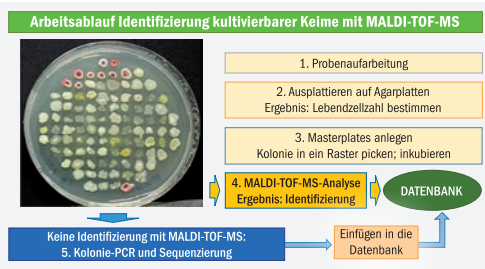 Arbeitsablauf Identifizierung kultivierbarer Keime mit MALDI-TOF-MS
1. Probenaufarbeitung
2. Ausplattieren auf Agarplatten
Ergebnis: Lebendzellzahl bestimmen
3. Masterplates anlegen
Kolonie in ein Raster picken; inkubieren
4. MALDI-TOF-MS-Analyse
Ergebnis: Identifizierung
DATENBANK
Keine Identifizierung mit MALDI-TOF-MS:
5. Kolonie-PCR und Sequenzierung
Einfügen in die
Datenbank